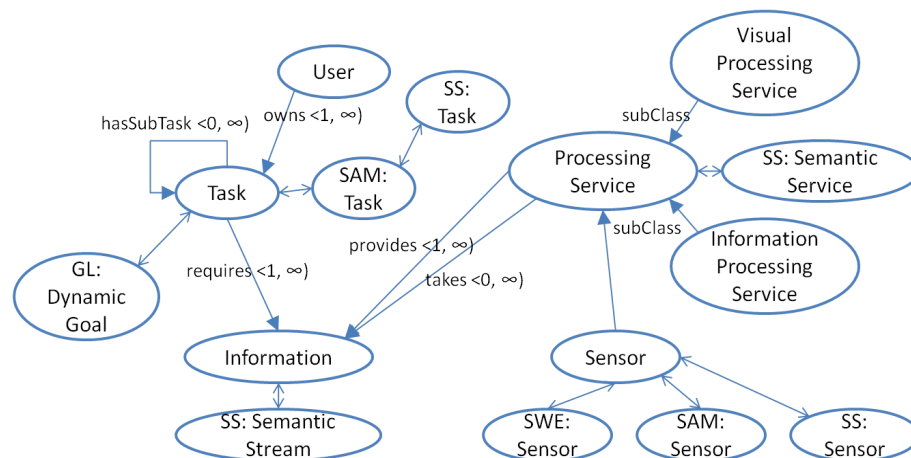 Visual
Processing
Service
User
SS:
Task
hasSubTask <0, ∞)
owns <1, ∞)
subClass
Processing
Service
SS: Semantic
Service
Task
SAM:
Task
provides <1, ∞)
subClass
Information
Processing
Service
GL:
Dynamic
Goal
requires <1, ∞)
takes <0, ∞)
Information
Sensor
SS: Semantic
Stream
SWE:
Sensor
SAM:
Sensor
SS:
Sensor